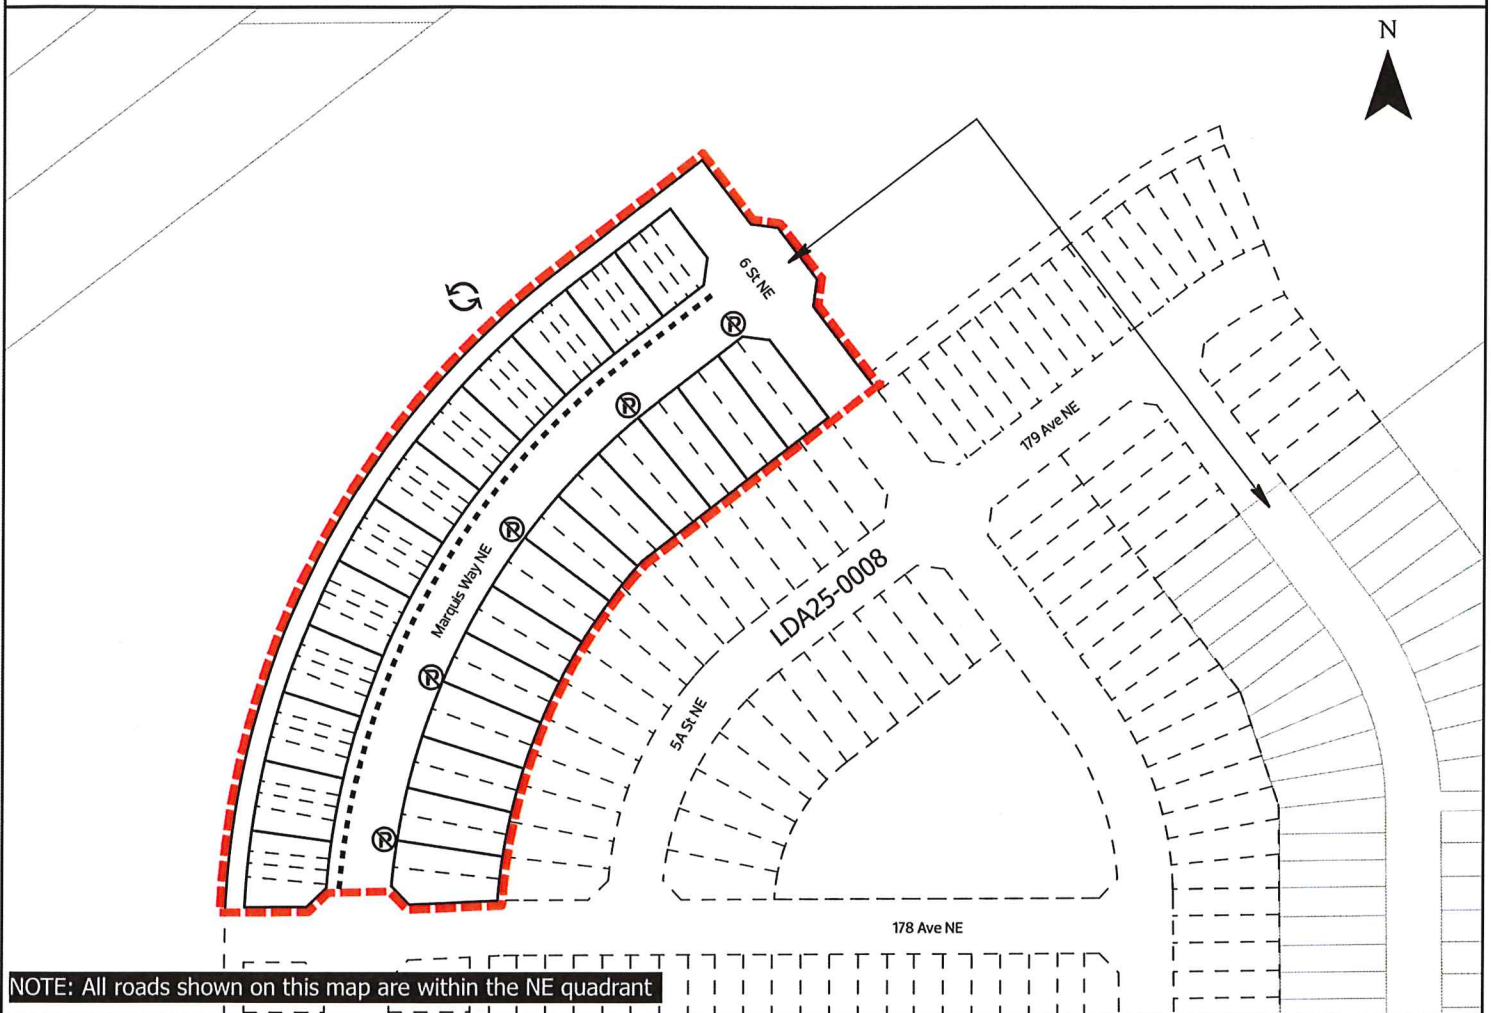 N
6 St NE
179 Ave NE
Marquis Way NE
LDA25-0008
5A St NE
178 Ave NE
NOTE: All roads shown on this map are within the NE quadrant